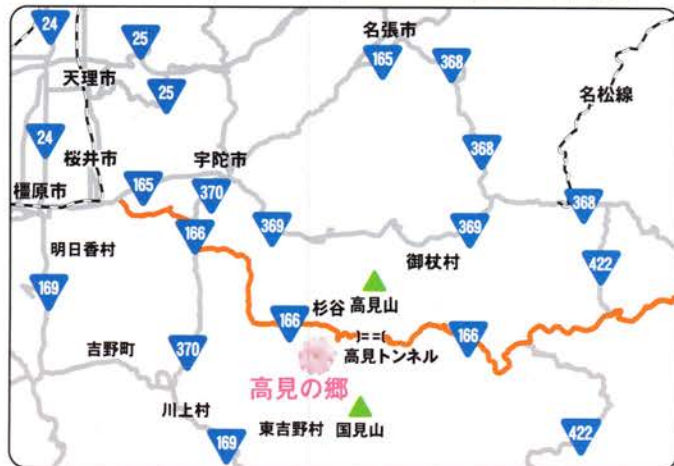 24
25
名張市
165
368
名松線
天理市
25
24
桜井市
宇陀市
368
橿原市
165
370
368
166
369
369
明日香村
御杖村
422
169
高見山
杉谷
166
166
高見トンネル
吉野町
370
高見の郷
川上村
東吉野村
国見山
169
422